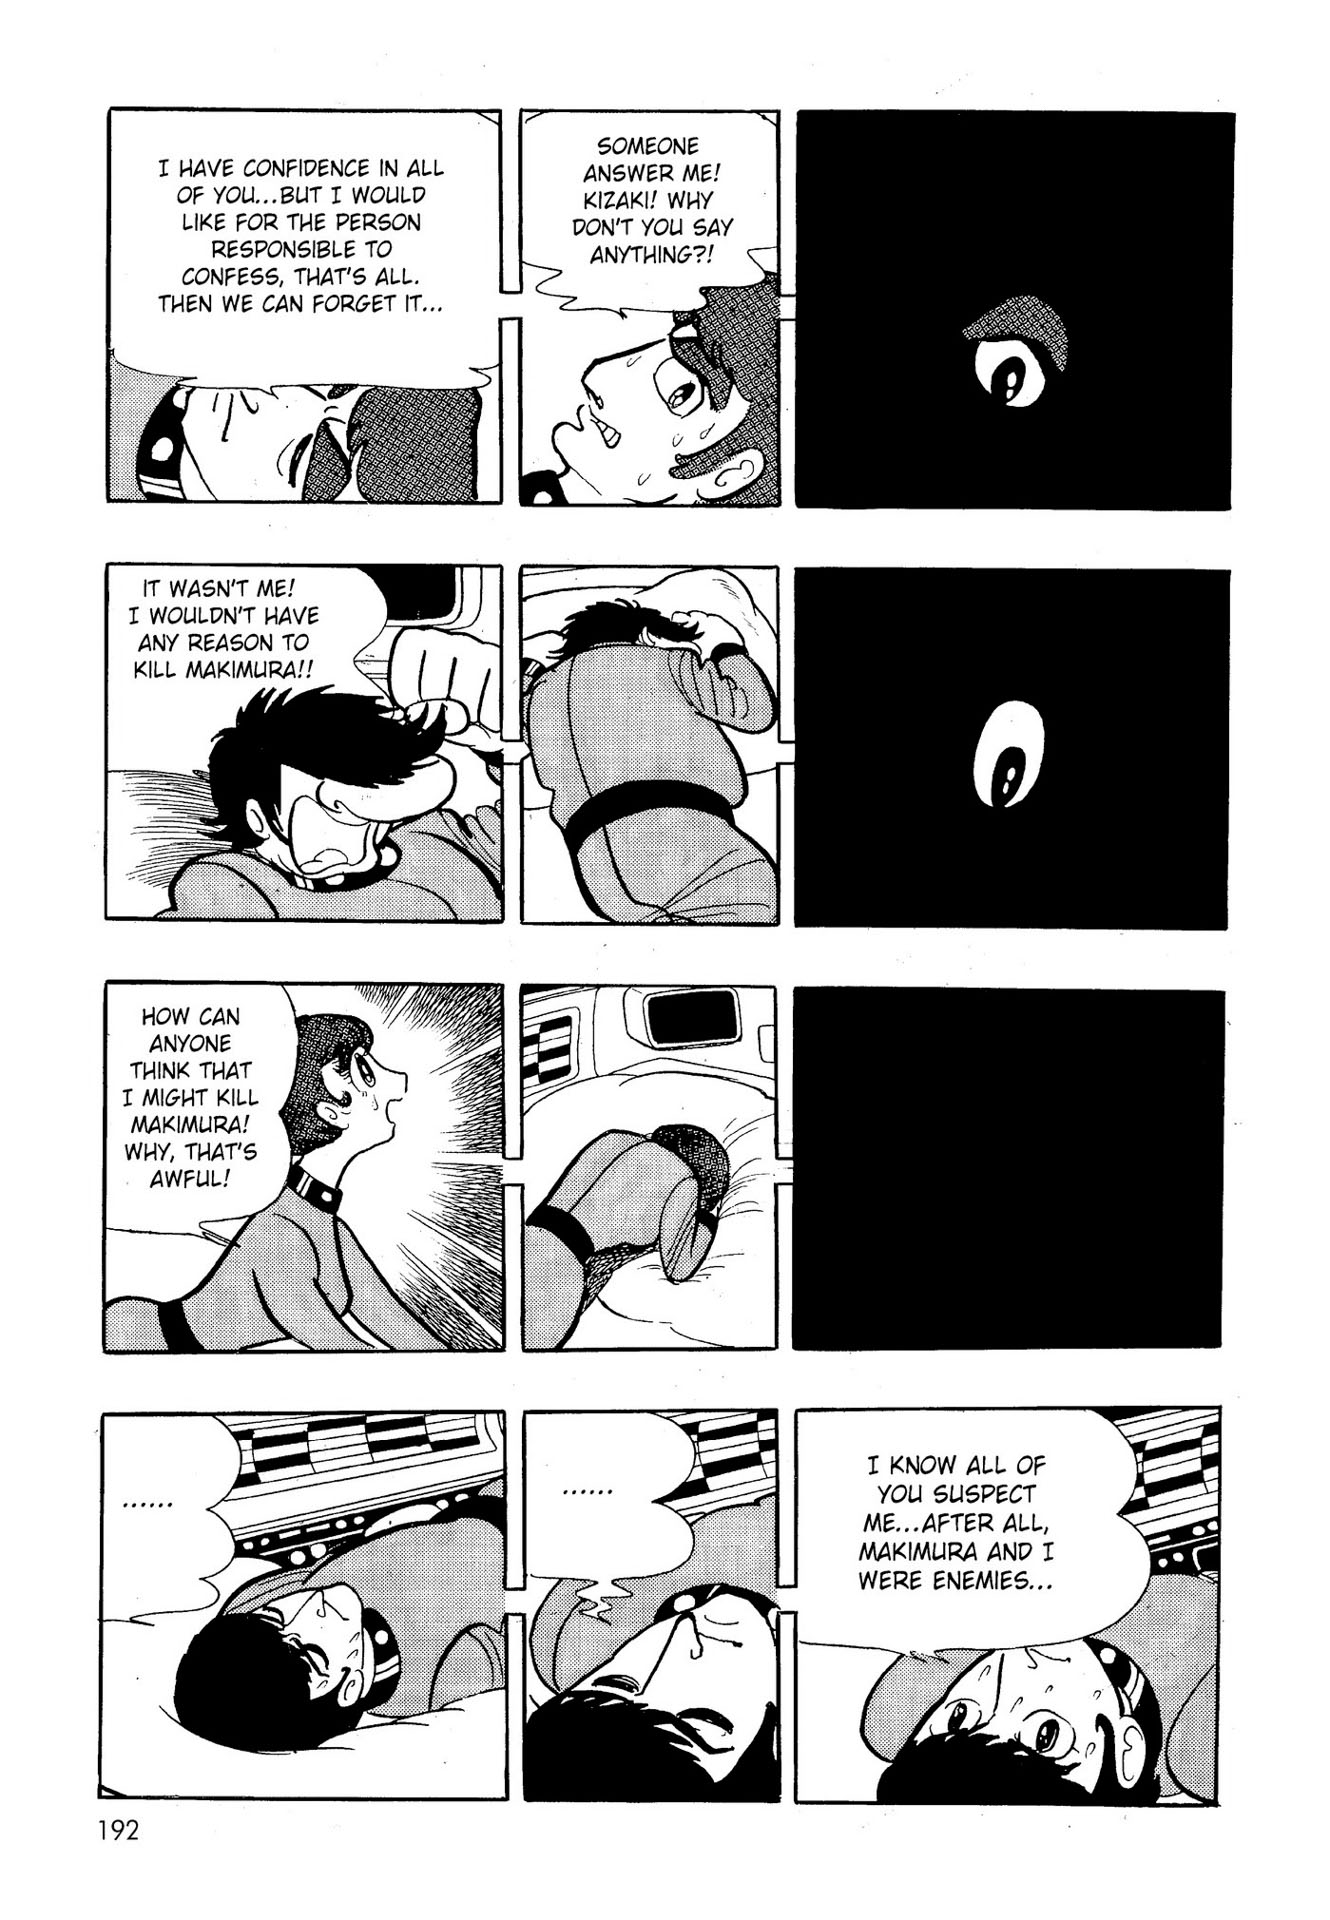 I HAVE CONFIDENCE IN ALL
OF YOU...BUT I WOULD
LIKE FOR THE PERSON
RESPONSIBLE TO
CONFESS, THAT'S ALL.
THEN WE CAN FORGET IT...
SOMEONE
ANSWER ME!
KIZAKI! WHY
DON'T YOU SAY
ANYTHING?!
IT WASN'T ME!
I WOULDN'T HAVE
ANY REASON TO
KILL MAKIMURA!!
HOW CAN
ANYONE
THINK THAT
I MIGHT KILL
MAKIMURA!
WHY, THAT'S
AWFUL!
......
......
I KNOW ALL OF
YOU SUSPECT
ME...AFTER ALL,
MAKIMURA AND I
WERE ENEMIES...
192